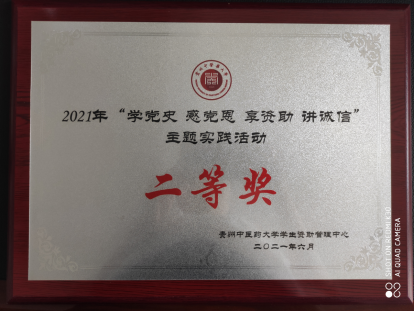 2021年“学党史 感党恩 享资助 讲诚信”
主题实践活动
二等奖
贵州中医药大学学生资助管理中心
二〇二一年六月
SHOT ON REDMI K30
AI QUAD CAMERA